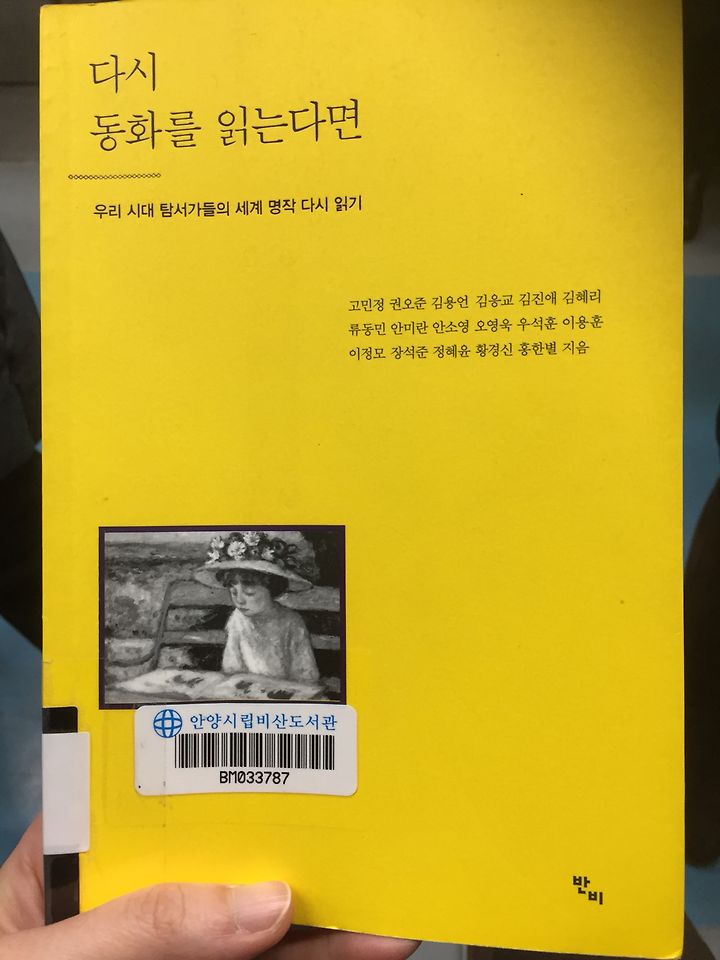 다시
동화를 읽는다면
우리 시대 탐서가들의 세계 명작 다시 읽기
고민정 권오준 김용언 김응교 김진애 김혜리
류동민 안미란 안소영 오영욱 우석훈 이용훈
이정모 장석준 정혜윤 황경신 홍한별 지음
안양시립비산도서관
BM033787
반비